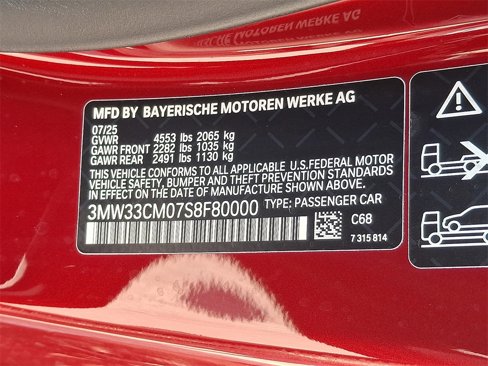 MFD BY BAYERISCHE MOTOREN WERKE AG
07/25
GVWR 4553 lbs 2065 kg
GAWR FRONT 2282 lbs 1035 kg
GAWR REAR 2491 lbs 1130 kg
THIS VEHICLE CONFORMS TO ALL APPLICABLE U.S.FEDERAL MOTOR
VEHICLE SAFETY, BUMPER AND THEFT PREVENTION STANDARDS
IN EFFECT ON THE DATE OF MANUFACTURE SHOWN ABOVE.
3MW33CM07S8F80000 TYPE: PASSENGER CAR
C68
7 315 814